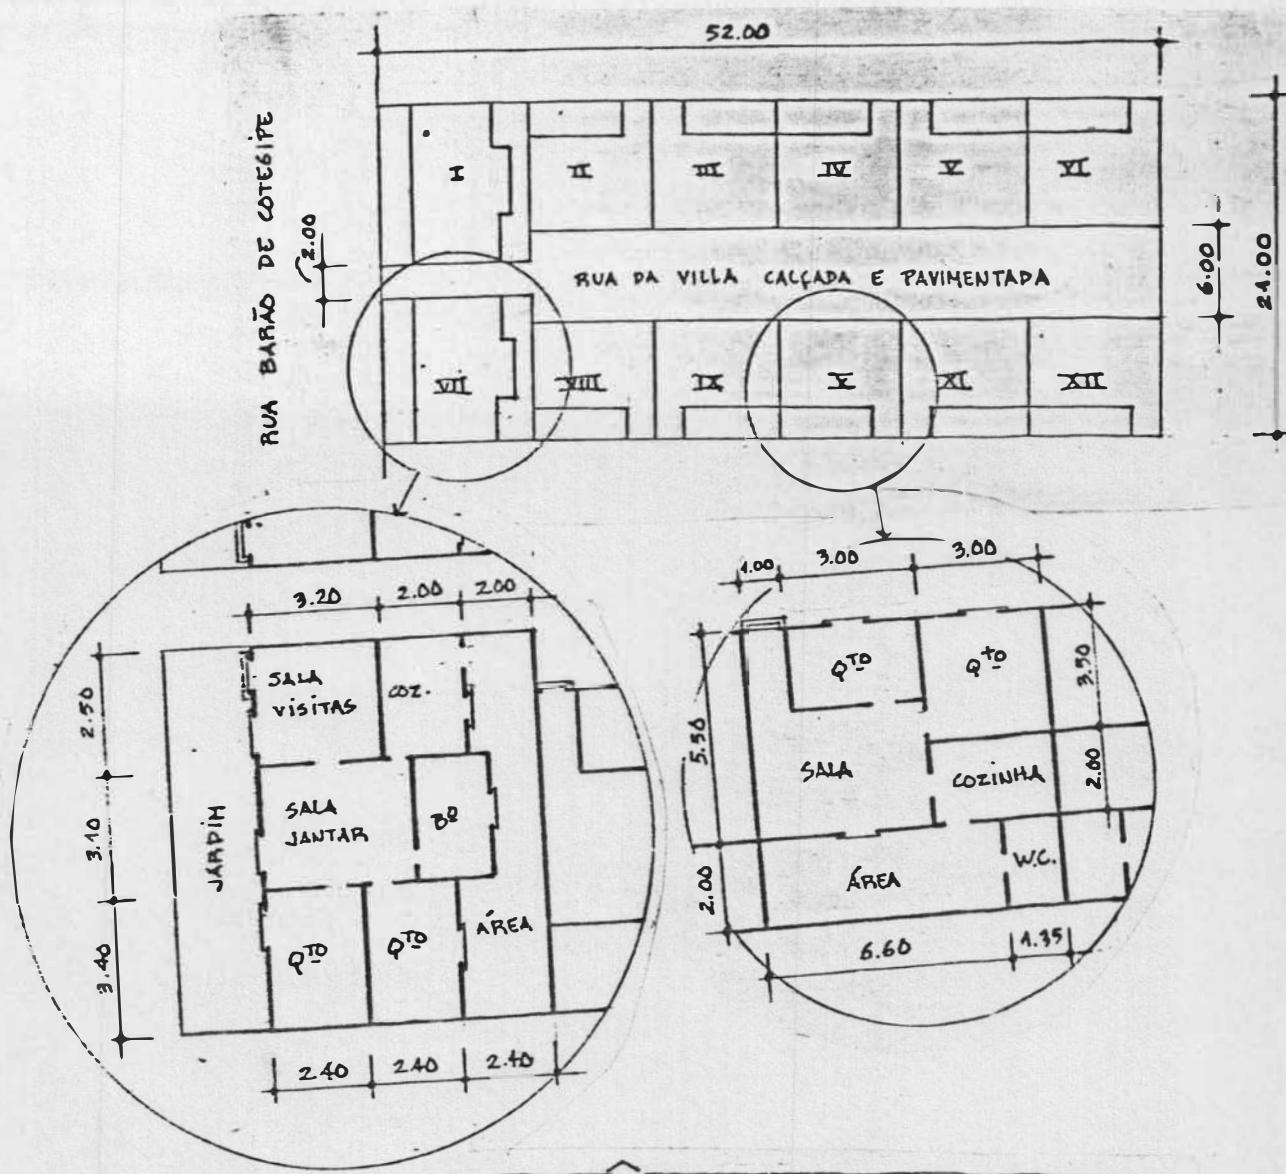 52.00
RUA BARÃO DE COTEGIPE
2.00
I
II
III
IV
V
VI
RUA DA VILLA CALÇADA E PAVIMENTADA
6.00
21.00
VII
VIII
IX
X
XI
XII
3.20
2.00
2.00
2.50
3.10
3.40
SALA
VISITAS
COZ.
JARDIM
SALA
JANTAR
Bº
Qᵀᴼ
Qᵀᴼ
ÁREA
2.40
2.40
2.40
1.00
3.00
3.00
5.50
2.00
3.50
2.00
Qᵀᴼ
Qᵀᴼ
SALA
COZINHA
ÁREA
W.C.
6.60
1.35